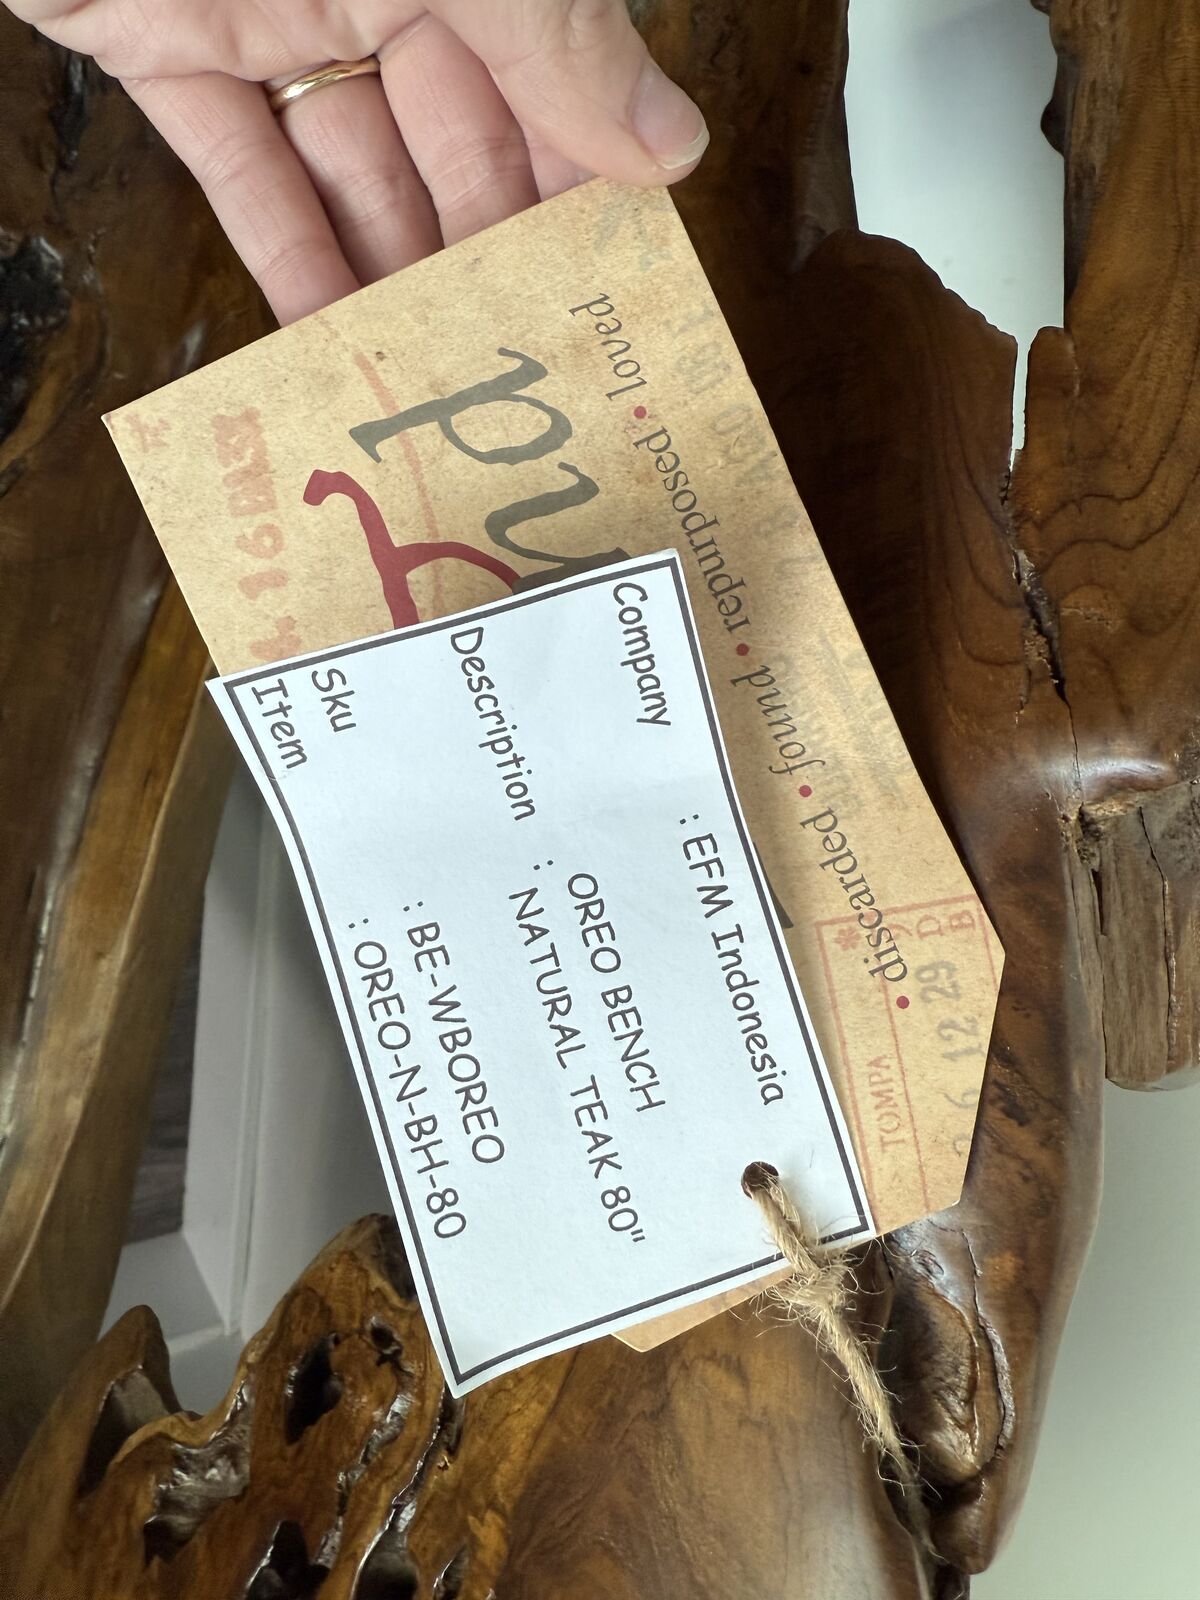 Company : EFM Indonesia
Description : OREO BENCH
NATURAL TEAK 80"
Sku : BE-WBOREO
Item : OREO-N-BH-80
• discarded • found • repurposed • loved
pu
TOMPA